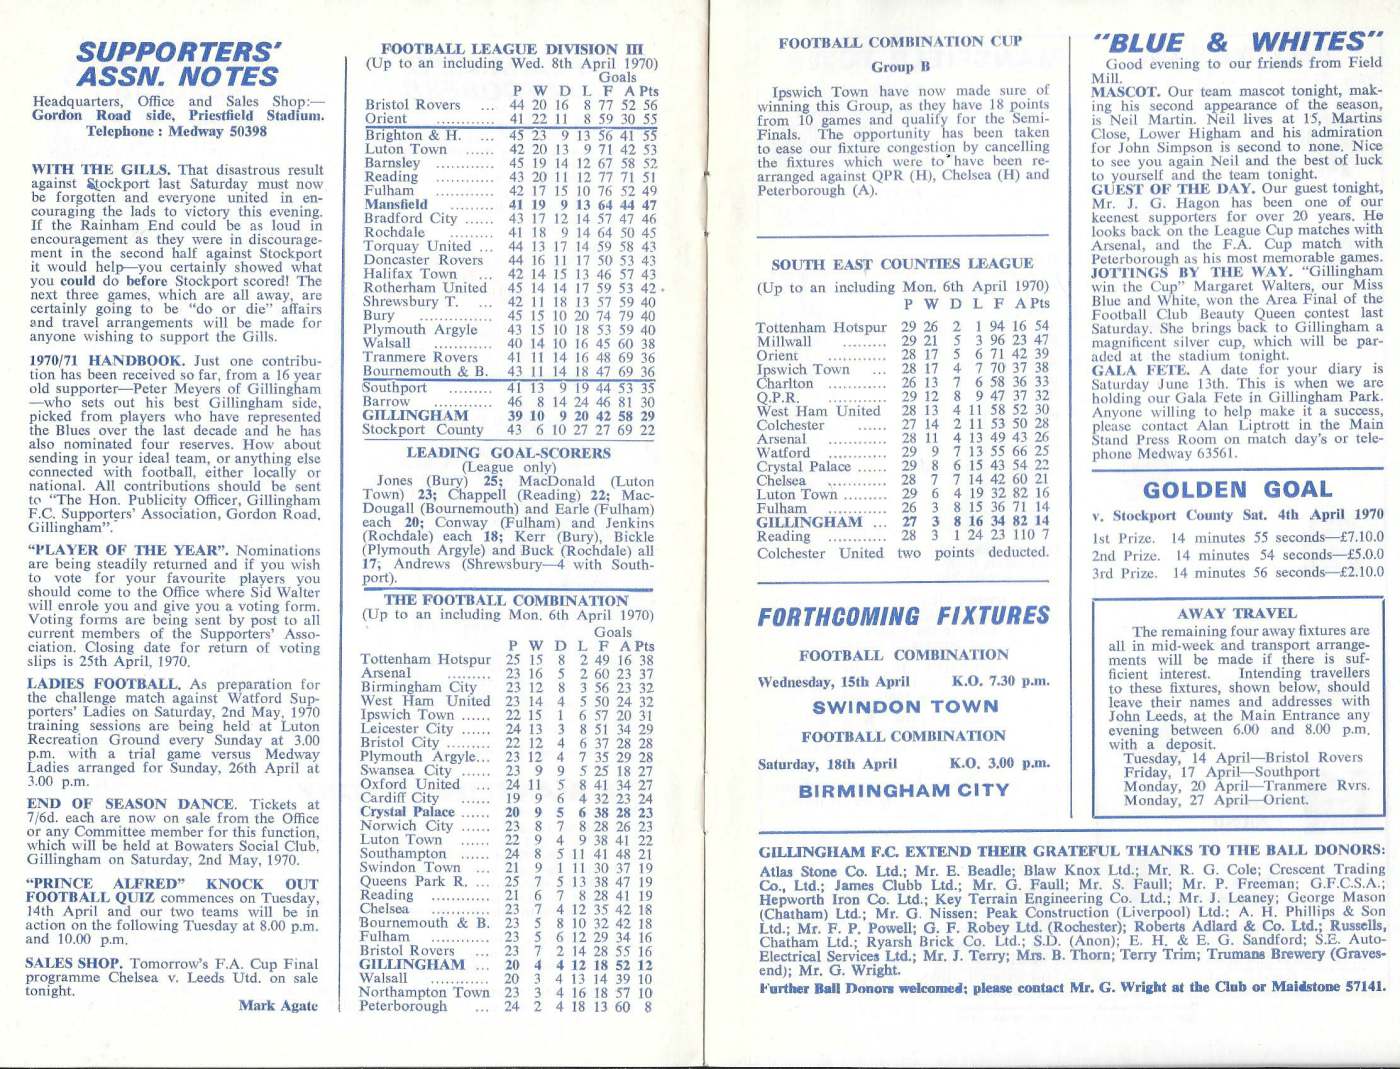 SUPPORTERS'
ASSN. NOTES
Headquarters, Office and Sales Shop:—
Gordon Road side, Priestfield Stadium.
Telephone : Medway 50398
WITH THE GILLS. That disastrous result
against Stockport last Saturday must now
be forgotten and everyone united in en-
couraging the lads to victory this evening.
If the Rainham End could be as loud in
encouragement as they were in discourage-
ment in the second half against Stockport
it would help—you certainly showed what
you could do before Stockport scored! The
next three games, which are all away, are
certainly going to be "do or die" affairs
and travel arrangements will be made for
anyone wishing to support the Gills.
1970/71 HANDBOOK. Just one contribu-
tion has been received so far, from a 16 year
old supporter—Peter Meyers of Gillingham
—who sets out his best Gillingham side,
picked from players who have represented
the Blues over the last decade and he has
also nominated four reserves. How about
sending in your ideal team, or anything else
connected with football, either locally or
national. All contributions should be sent
to "The Hon. Publicity Officer, Gillingham
F.C. Supporters' Association, Gordon Road,
Gillingham".
"PLAYER OF THE YEAR". Nominations
are being steadily returned and if you wish
to vote for your favourite players you
should come to the Office where Sid Walter
will enrole you and give you a voting form.
Voting forms are being sent by post to all
current members of the Supporters' Asso-
ciation. Closing date for return of voting
slips is 25th April, 1970.
LADIES FOOTBALL. As preparation for
the challenge match against Watford Sup-
porters' Ladies on Saturday, 2nd May, 1970
training sessions are being held at Luton
Recreation Ground every Sunday at 3.00
p.m. with a trial game versus Medway
Ladies arranged for Sunday, 26th April at
3.00 p.m.
END OF SEASON DANCE. Tickets at
7/6d. each are now on sale from the Office
or any Committee member for this function,
which will be held at Bowaters Social Club,
Gillingham on Saturday, 2nd May, 1970.
"PRINCE ALFRED" KNOCK OUT
FOOTBALL QUIZ commences on Tuesday,
14th April and our two teams will be in
action on the following Tuesday at 8.00 p.m.
and 10.00 p.m.
SALES SHOP. Tomorrow's F.A. Cup Final
programme Chelsea v. Leeds Utd. on sale
tonight.
Mark Agate
FOOTBALL LEAGUE DIVISION III
(Up to an including Wed. 8th April 1970)
Goals
P W D L F A Pts
Bristol Rovers ... 44 20 16 8 77 52 56
Orient ............ 41 22 11 8 59 30 55
Brighton & H. ... 45 23 9 13 56 41 55
Luton Town ...... 42 20 13 9 71 42 53
Barnsley ............ 45 19 14 12 67 58 52
Reading ............ 43 20 11 12 77 71 51
Fulham ............ 42 17 15 10 76 52 49
Mansfield ......... 41 19 9 13 64 44 47
Bradford City ...... 43 17 12 14 57 47 46
Rochdale ......... 41 18 9 14 64 50 45
Torquay United ... 44 13 17 14 59 58 43
Doncaster Rovers 44 16 11 17 50 53 43
Halifax Town ... 42 14 15 13 46 57 43
Rotherham United 45 14 14 17 59 53 42
Shrewsbury T. ... 42 11 18 13 57 59 40
Bury ............... 45 15 10 20 74 79 40
Plymouth Argyle 43 15 10 18 53 59 40
Walsall ............ 40 14 10 16 45 60 38
Tranmere Rovers 41 11 14 16 48 69 36
Bournemouth & B. 43 11 14 18 47 69 36
Southport ......... 41 13 9 19 44 53 35
Barrow ............ 46 8 14 24 46 81 30
GILLINGHAM 39 10 9 20 42 58 29
Stockport County 43 6 10 27 27 69 22
LEADING GOAL-SCORERS
(League only)
Jones (Bury) 25; MacDonald (Luton
Town) 23; Chappell (Reading) 22; Mac-
Dougall (Bournemouth) and Earle (Fulham)
each 20; Conway (Fulham) and Jenkins
(Rochdale) each 18; Kerr (Bury), Bickle
(Plymouth Argyle) and Buck (Rochdale) all
17; Andrews (Shrewsbury—4 with South-
port).
THE FOOTBALL COMBINATION
(Up to an including Mon. 6th April 1970)
Goals
P W D L F A Pts
Tottenham Hotspur 25 15 8 2 49 16 38
Arsenal ......... 23 16 5 2 60 23 37
Birmingham City 23 12 8 3 56 23 32
West Ham United 23 14 4 5 50 24 32
Ipswich Town ...... 22 15 1 6 57 20 31
Leicester City ...... 24 13 3 8 51 34 29
Bristol City ......... 22 12 4 6 37 28 28
Plymouth Argyle... 23 12 4 7 35 29 28
Swansea City ...... 23 9 9 5 25 18 27
Oxford United ... 24 11 5 8 41 34 27
Cardiff City ...... 19 9 6 4 32 23 24
Crystal Palace ...... 20 9 5 6 38 28 23
Norwich City ...... 23 8 7 8 28 26 23
Luton Town ...... 22 9 4 9 38 41 22
Southampton ...... 24 8 5 11 41 48 21
Swindon Town ... 21 9 1 11 30 37 19
Queens Park R. ... 25 7 5 13 38 47 19
Reading ............ 21 6 7 8 28 41 19
Chelsea ............ 23 7 4 12 35 42 18
Bournemouth & B. 23 5 8 10 32 42 18
Fulham ............ 23 5 6 12 29 34 16
Bristol Rovers ... 23 7 2 14 28 55 16
GILLINGHAM ... 20 4 4 12 18 52 12
Walsall ............ 20 3 4 13 14 39 10
Northampton Town 23 3 4 16 18 57 10
Peterborough ... 24 2 4 18 13 60 8
FOOTBALL COMBINATION CUP
Group B
Ipswich Town have now made sure of
winning this Group, as they have 18 points
from 10 games and qualify for the Semi-
Finals. The opportunity has been taken
to ease our fixture congestion by cancelling
the fixtures which were to have been re-
arranged against QPR (H), Chelsea (H) and
Peterborough (A).
SOUTH EAST COUNTIES LEAGUE
(Up to an including Mon. 6th April 1970)
P W D L F A Pts
Tottenham Hotspur 29 26 2 1 94 16 54
Millwall ......... 29 21 5 3 96 23 47
Orient ............ 28 17 5 6 71 42 39
Ipswich Town ... 28 17 4 7 70 37 38
Charlton ............ 26 13 7 6 58 36 33
Q.P.R. ............ 29 12 8 9 47 37 32
West Ham United 28 13 4 11 58 52 30
Colchester ...... 27 14 2 11 53 50 28
Arsenal ............ 28 11 4 13 49 43 26
Watford ............ 29 9 7 13 55 66 25
Crystal Palace ...... 29 8 6 15 43 54 22
Chelsea ............ 28 7 7 14 42 60 21
Luton Town ......... 29 6 4 19 32 82 16
Fulham ............ 26 3 8 15 36 71 14
GILLINGHAM ... 27 3 8 16 34 82 14
Reading ............ 28 3 1 24 23 110 7
Colchester United two points deducted.
FORTHCOMING FIXTURES
FOOTBALL COMBINATION
Wednesday, 15th April K.O. 7.30 p.m.
SWINDON TOWN
FOOTBALL COMBINATION
Saturday, 18th April K.O. 3.00 p.m.
BIRMINGHAM CITY
"BLUE & WHITES"
Good evening to our friends from Field
Mill.
MASCOT. Our team mascot tonight, mak-
ing his second appearance of the season,
is Neil Martin. Neil lives at 15, Martins
Close, Lower Higham and his admiration
for John Simpson is second to none. Nice
to see you again Neil and the best of luck
to yourself and the team tonight.
GUEST OF THE DAY. Our guest tonight,
Mr. J. G. Hagon has been one of our
keenest supporters for over 20 years. He
looks back on the League Cup matches with
Arsenal, and the F.A. Cup match with
Peterborough as his most memorable games.
JOTTINGS BY THE WAY. "Gillingham
win the Cup" Margaret Walters, our Miss
Blue and White, won the Area Final of the
Football Club Beauty Queen contest last
Saturday. She brings back to Gillingham a
magnificent silver cup, which will be par-
aded at the stadium tonight.
GALA FETE. A date for your diary is
Saturday June 13th. This is when we are
holding our Gala Fete in Gillingham Park.
Anyone willing to help make it a success,
please contact Alan Liptrott in the Main
Stand Press Room on match day's or tele-
phone Medway 63561.
GOLDEN GOAL
v. Stockport County Sat. 4th April 1970
1st Prize. 14 minutes 55 seconds—£7.10.0
2nd Prize. 14 minutes 54 seconds—£5.0.0
3rd Prize. 14 minutes 56 seconds—£2.10.0
AWAY TRAVEL
The remaining four away fixtures are
all in mid-week and transport arrange-
ments will be made if there is suf-
ficient interest. Intending travellers
to these fixtures, shown below, should
leave their names and addresses with
John Leeds, at the Main Entrance any
evening between 6.00 and 8.00 p.m.
with a deposit.
Tuesday, 14 April—Bristol Rovers
Friday, 17 April—Southport
Monday, 20 April—Tranmere Rvrs.
Monday, 27 April—Orient.
GILLINGHAM F.C. EXTEND THEIR GRATEFUL THANKS TO THE BALL DONORS:
Atlas Stone Co. Ltd.; Mr. E. Beadle; Blaw Knox Ltd.; Mr. R. G. Cole; Crescent Trading
Co., Ltd.; James Clubb Ltd.; Mr. G. Faull; Mr. S. Faull; Mr. P. Freeman; G.F.C.S.A.;
Hepworth Iron Co. Ltd.; Key Terrain Engineering Co. Ltd.; Mr. J. Leaney; George Mason
(Chatham) Ltd.; Mr. G. Nissen; Peak Construction (Liverpool) Ltd.; A. H. Phillips & Son
Ltd.; Mr. F. P. Powell; G. F. Robey Ltd. (Rochester); Roberts Adlard & Co. Ltd.; Russells,
Chatham Ltd.; Ryarsh Brick Co. Ltd.; S.D. (Anon); E. H. & E. G. Sandford; S.E. Auto-
Electrical Services Ltd.; Mr. J. Terry; Mrs. B. Thorn; Terry Trim; Trumans Brewery (Graves-
end); Mr. G. Wright.
Further Ball Donors welcomed; please contact Mr. G. Wright at the Club or Maidstone 57141.